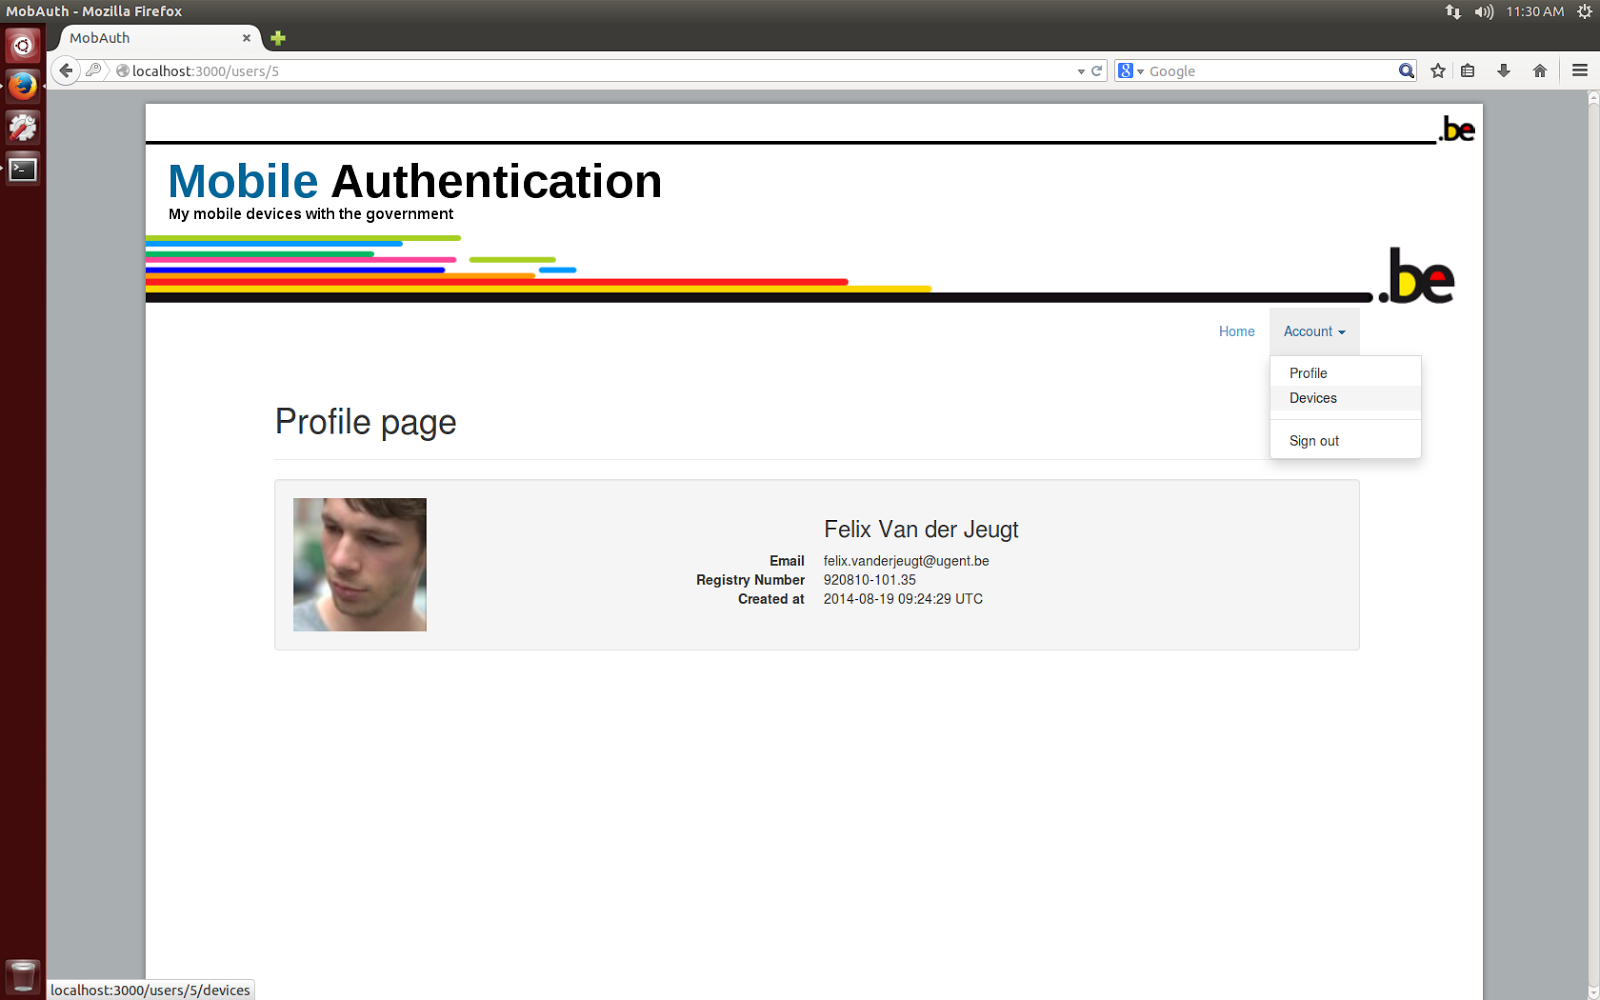 MobAuth - Mozilla Firefox
11:30 AM
MobAuth
localhost:3000/users/5
Google
.be
Mobile Authentication
My mobile devices with the government
.be
Home
Account
Profile
Devices
Sign out
Profile page
Felix Van der Jeugt
Email felix.vanderjeugt@ugent.be
Registry Number 920810-101.35
Created at 2014-08-19 09:24:29 UTC
localhost:3000/users/5/devices